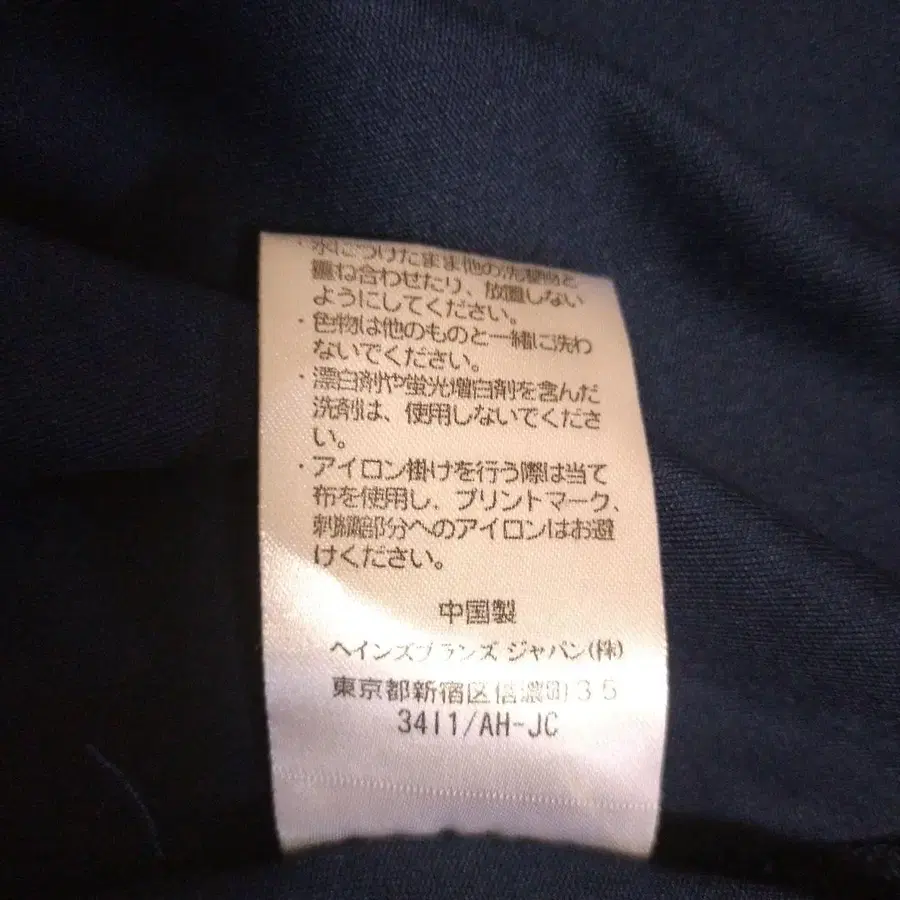 ・水につけたまま他の洗濯物と
重ね合わせたり、放置しない
ようにしてください。
・色物は他のものと一緒に洗わ
ないでください。
・漂白剤や蛍光増白剤を含んだ
洗剤は、使用しないでくださ
い。
・アイロン掛けを行う際は当て
布を使用し、プリントマーク、
刺繍部分へのアイロンはお避
けください。
中国製
ヘインズブランズ ジャパン(株)
東京都新宿区信濃町35
3411/AH-JC